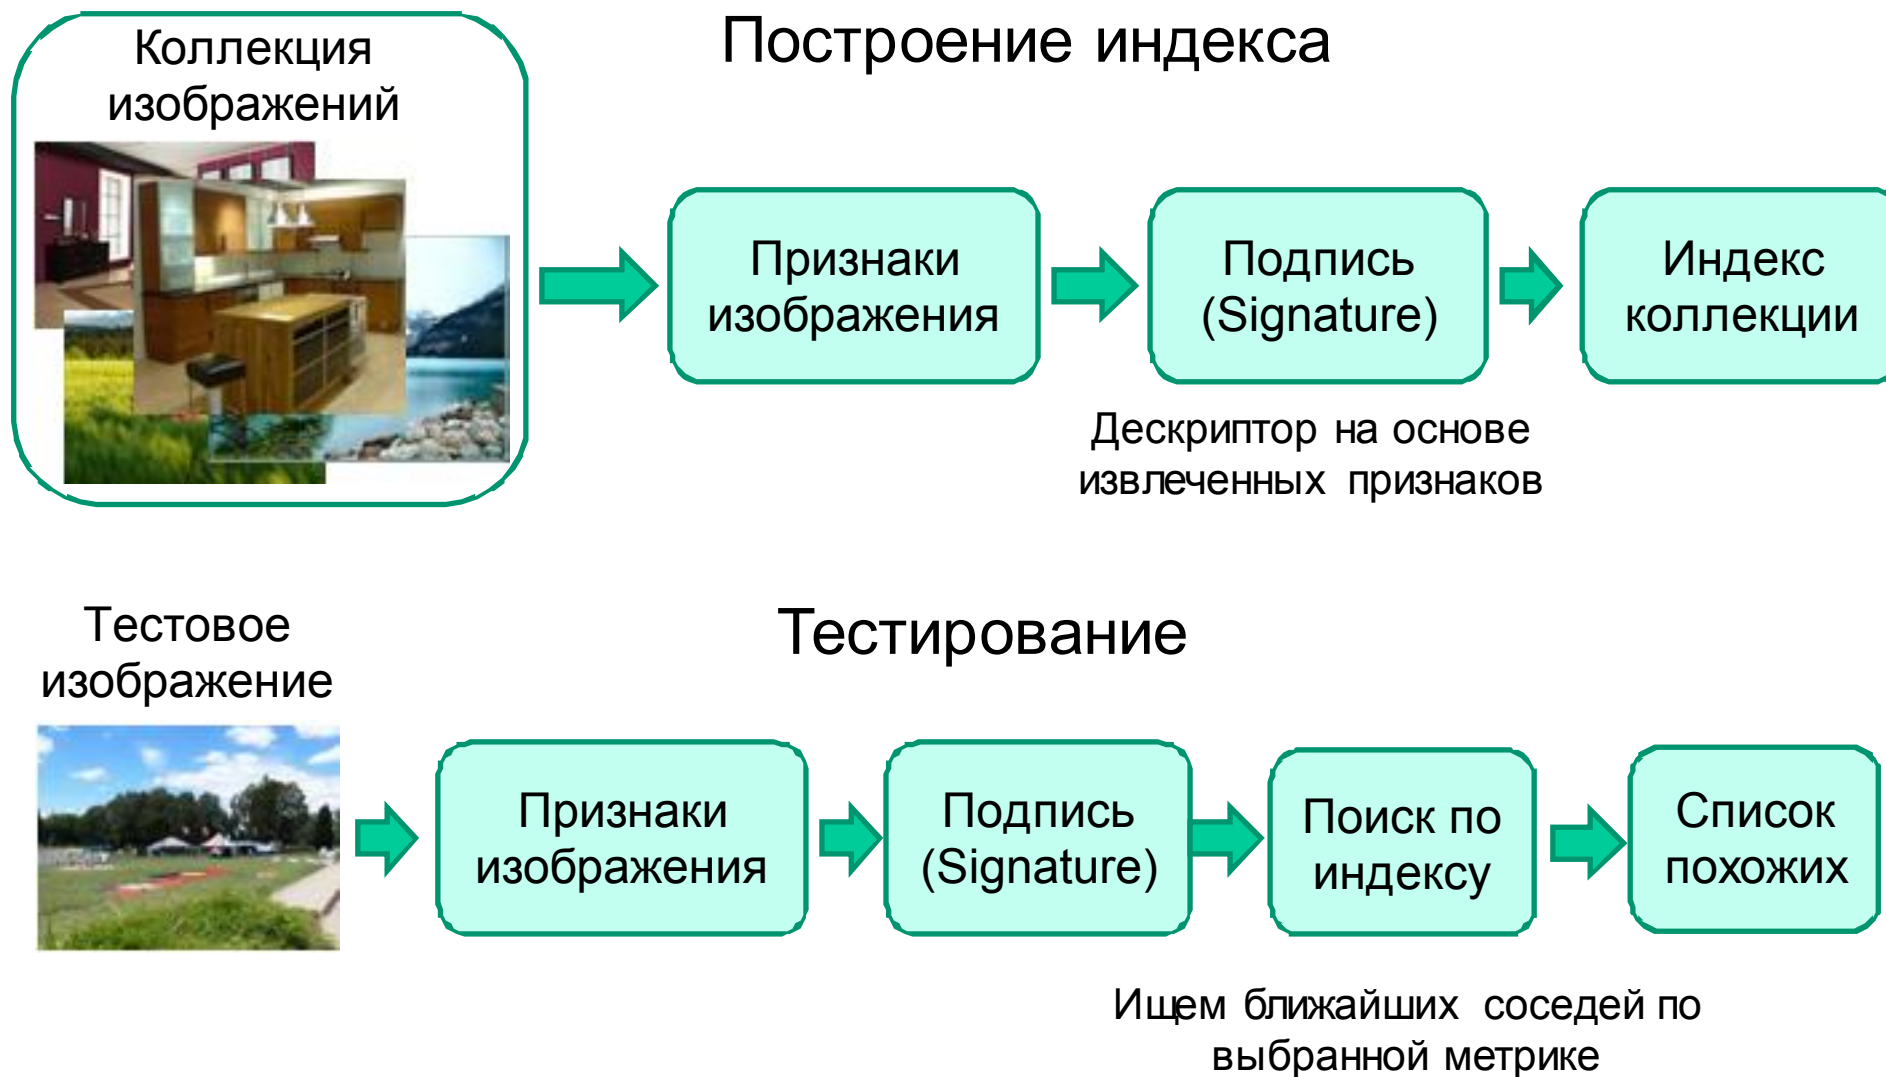 Коллекция
изображений
Построение индекса
Признаки
изображения
Подпись
(Signature)
Индекс
коллекции
Дескриптор на основе
извлеченных признаков
Тестовое
изображение
Тестирование
Признаки
изображения
Подпись
(Signature)
Поиск по
индексу
Список
похожих
Ищем ближайших соседей по
выбранной метрике